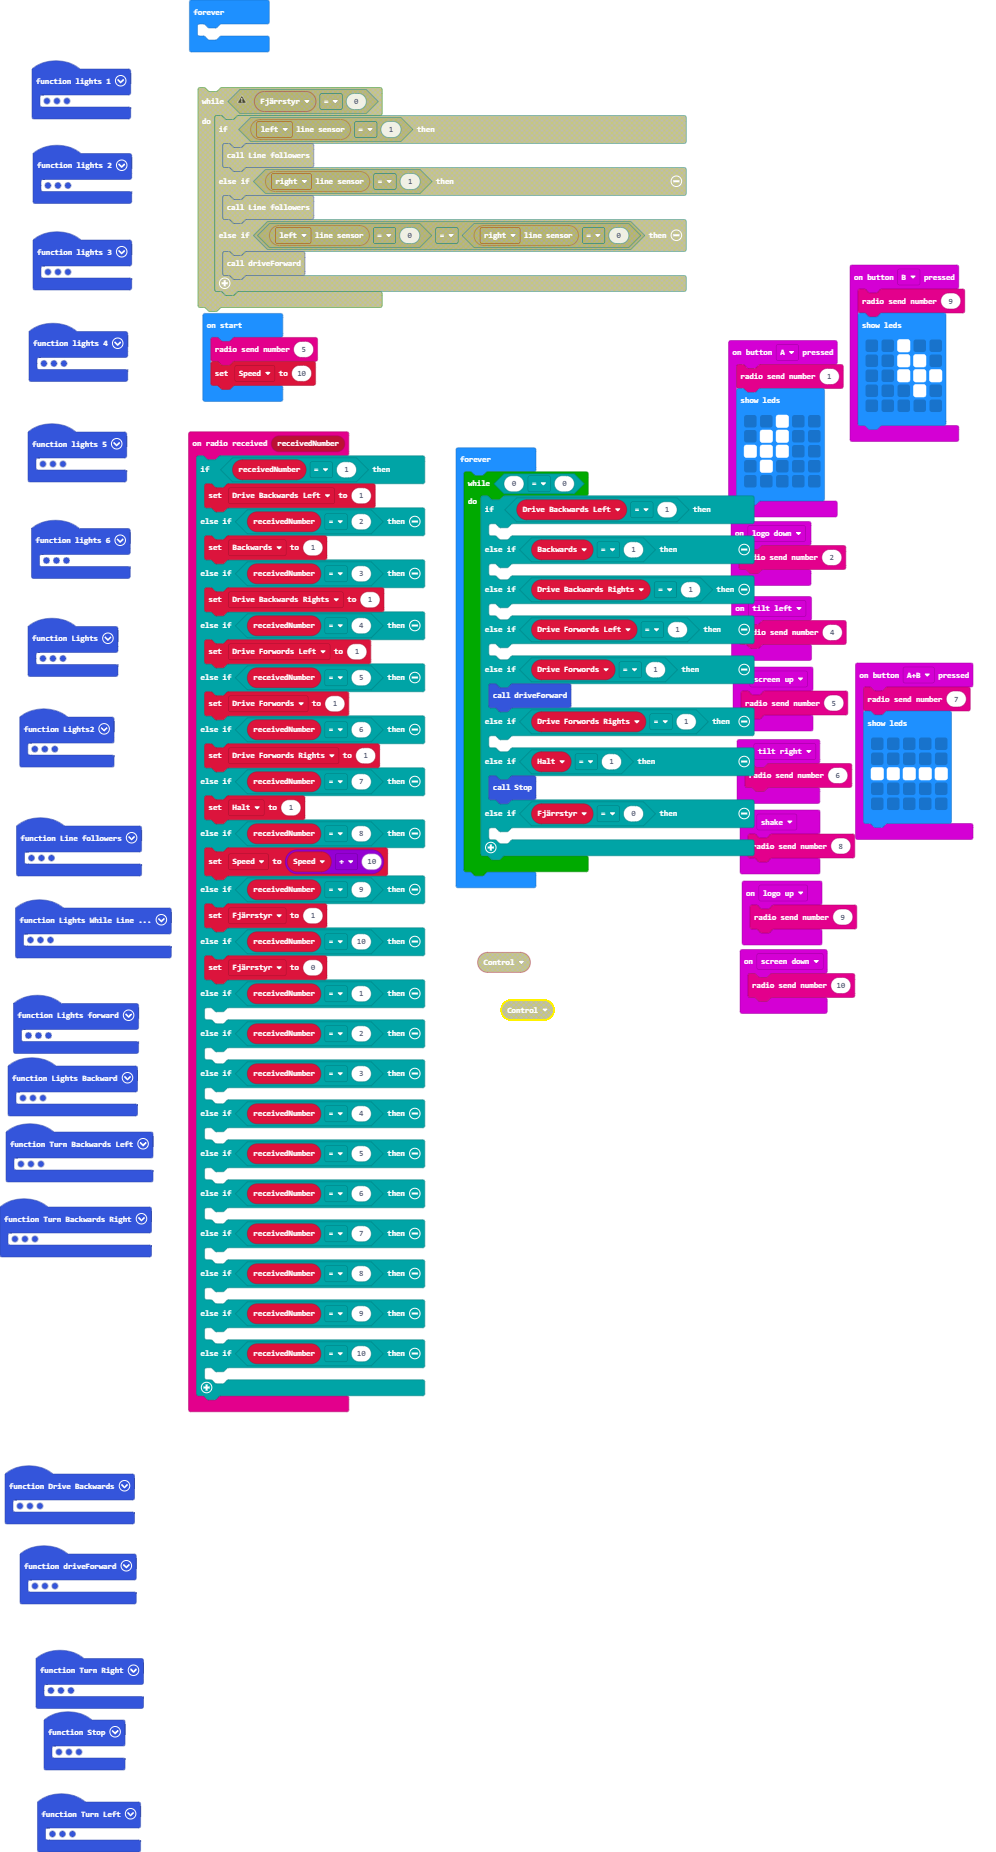 forever
function lights 1
function lights 2
function lights 3
function lights 4
function lights 5
function lights 6
function Lights
function Lights2
function Line followers
function Lights While Line ...
function Lights forward
function Lights Backward
function Turn Backwards Left
function Turn Backwards Right
function Drive Backwards
function driveForward
function Turn Right
function Stop
function Turn Left
while Fjärrstyr = 0
do
if left line sensor = 1 then
call Line followers
else if right line sensor = 1 then
call Line followers
else if left line sensor = 0 = right line sensor = 0 then
call driveForward
on start
radio send number 5
set Speed to 10
on radio received receivedNumber
if receivedNumber = 1 then
set Drive Backwards Left to 1
else if receivedNumber = 2 then
set Backwards to 1
else if receivedNumber = 3 then
set Drive Backwards Rights to 1
else if receivedNumber = 4 then
set Drive Forwords Left to 1
else if receivedNumber = 5 then
set Drive Forwords to 1
else if receivedNumber = 6 then
set Drive Forwords Rights to 1
else if receivedNumber = 7 then
set Halt to 1
else if receivedNumber = 8 then
set Speed to Speed + 10
else if receivedNumber = 9 then
set Fjärrstyr to 1
else if receivedNumber = 10 then
set Fjärrstyr to 0
else if receivedNumber = 1 then
else if receivedNumber = 2 then
else if receivedNumber = 3 then
else if receivedNumber = 4 then
else if receivedNumber = 5 then
else if receivedNumber = 6 then
else if receivedNumber = 7 then
else if receivedNumber = 8 then
else if receivedNumber = 9 then
else if receivedNumber = 10 then
forever
while 0 = 0
do
if Drive Backwards Left = 1 then
else if Backwards = 1 then
else if Drive Backwards Rights = 1 then
else if Drive Forwords Left = 1 then
else if Drive Forwords = 1 then
call driveForward
else if Drive Forwords Rights = 1 then
else if Halt = 1 then
call Stop
else if Fjärrstyr = 0 then
Control
Control
on button A pressed
radio send number 1
show leds
on logo down
dio send number 2
on tilt left
dio send number 4
screen up
adio send number 5
tilt right
adio send number 6
shake
adio send number 8
on logo up
radio send number 9
on screen down
radio send number 10
on button B pressed
radio send number 9
show leds
on button A+B pressed
radio send number 7
show leds